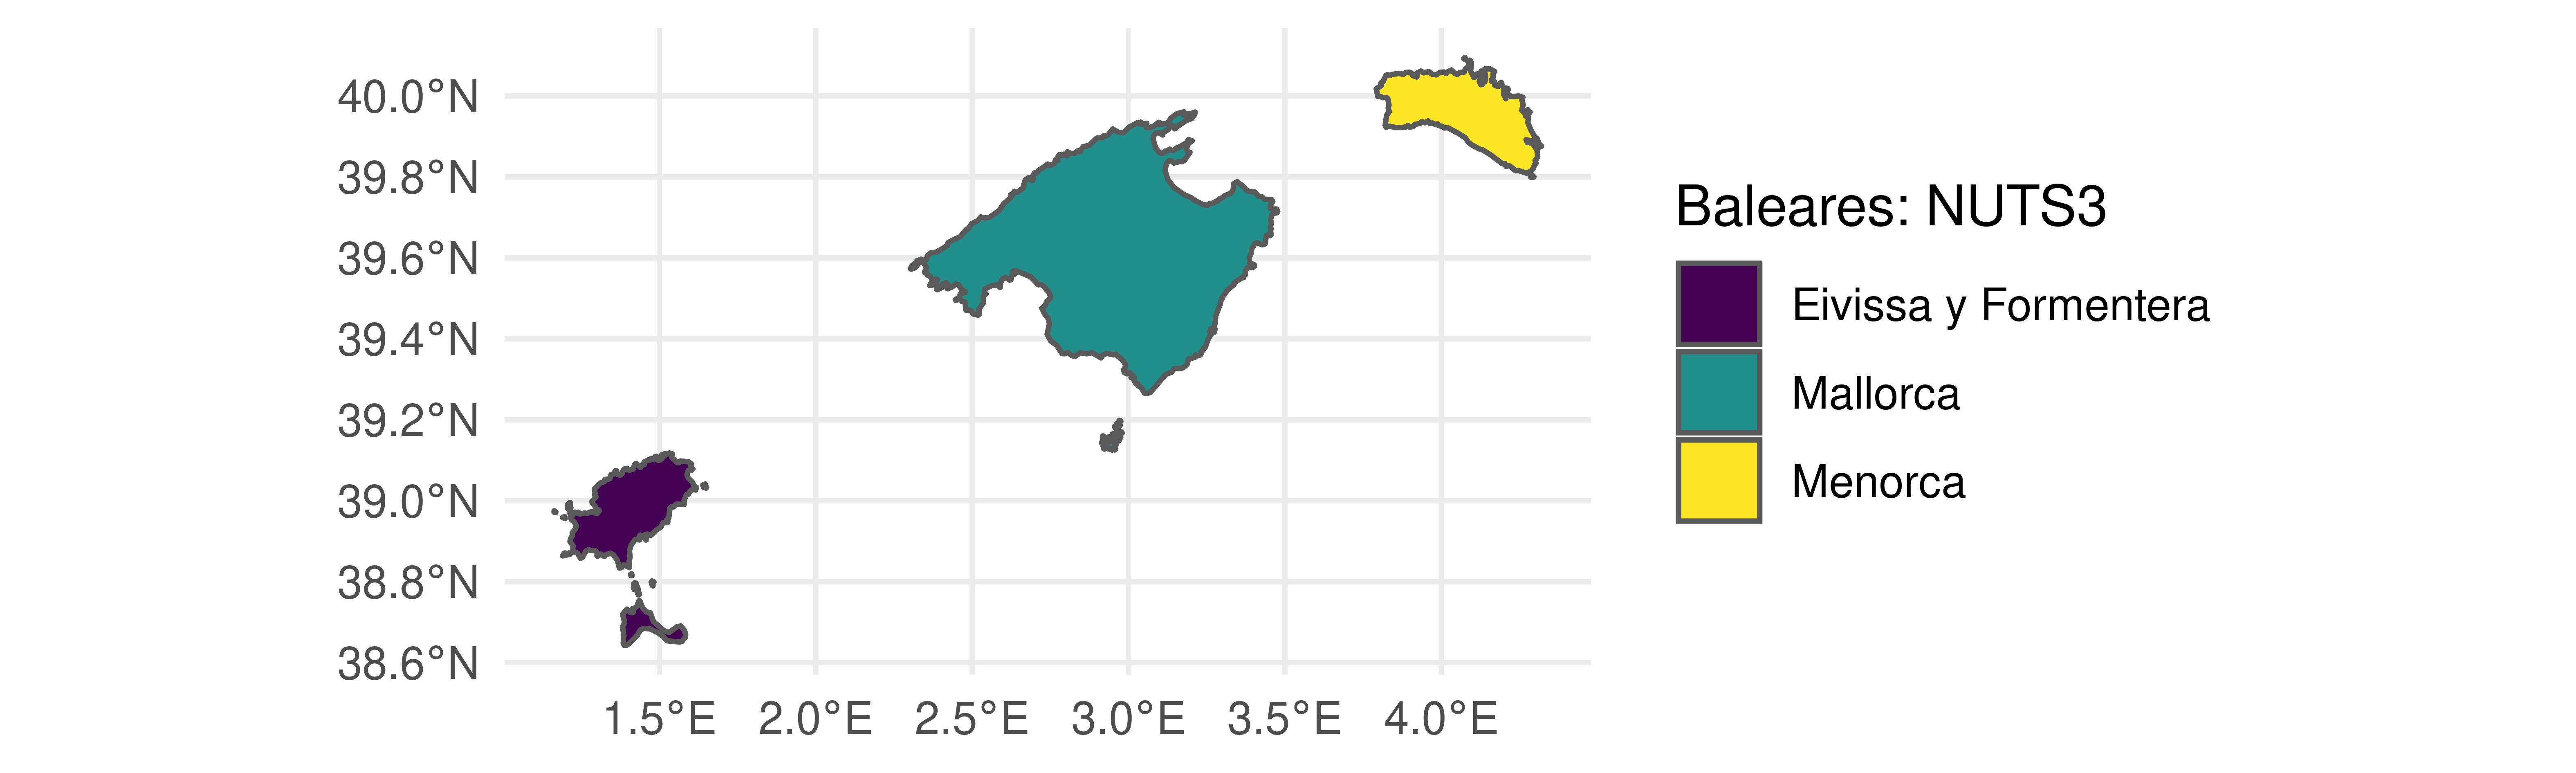 40.0°N
39.8°N
39.6°N
39.4°N
39.2°N
39.0°N
38.8°N
38.6°N
1.5°E 2.0°E 2.5°E 3.0°E 3.5°E 4.0°E
Baleares: NUTS3
Eivissa y Formentera
Mallorca
Menorca